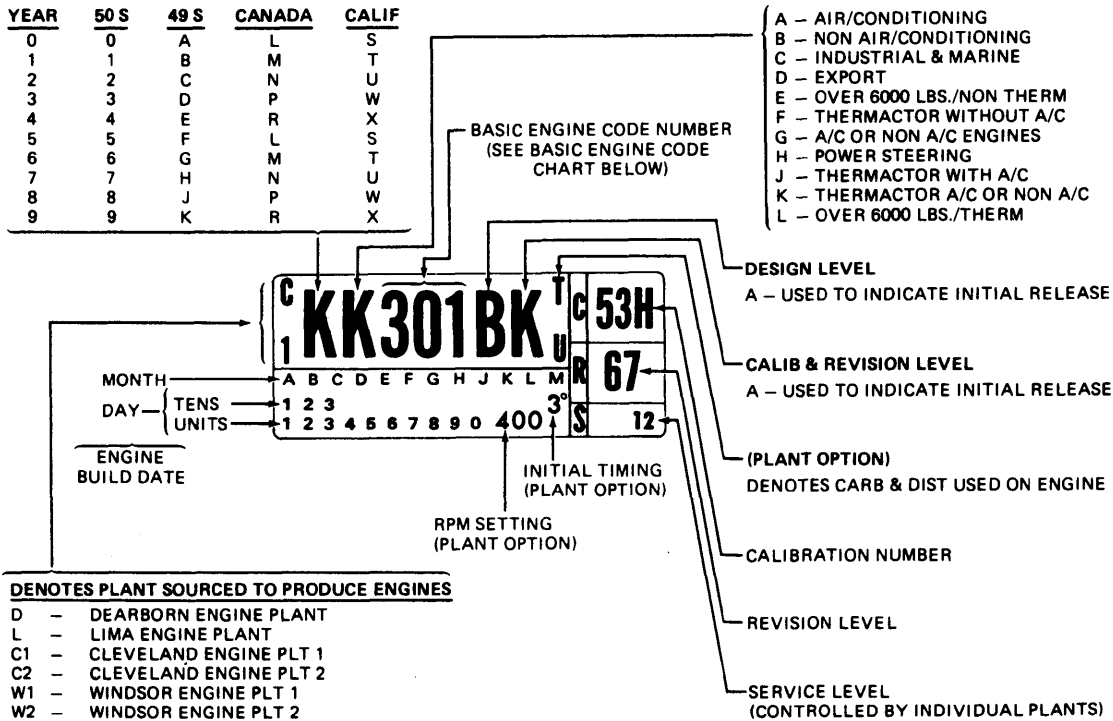 YEAR 50 S 49 S CANADA CALIF
0 0 A L S
1 1 B M T
2 2 C N U
3 3 D P W
4 4 E R X
5 5 F L S
6 6 G M T
7 7 H N U
8 8 J P W
9 9 K R X
A – AIR/CONDITIONING
B – NON AIR/CONDITIONING
C – INDUSTRIAL & MARINE
D – EXPORT
E – OVER 6000 LBS./NON THERM
F – THERMACTOR WITHOUT A/C
G – A/C OR NON A/C ENGINES
H – POWER STEERING
J – THERMACTOR WITH A/C
K – THERMACTOR A/C OR NON A/C
L – OVER 6000 LBS./THERM
BASIC ENGINE CODE NUMBER
(SEE BASIC ENGINE CODE
CHART BELOW)
C1 KK301BK TU
C 53H
R 67
S 12
A B C D E F G H J K L M
1 2 3 3°
1 2 3 4 5 6 7 8 9 0 400
MONTH
DAY – TENS
UNITS
ENGINE
BUILD DATE
INITIAL TIMING
(PLANT OPTION)
RPM SETTING
(PLANT OPTION)
DESIGN LEVEL
A – USED TO INDICATE INITIAL RELEASE
CALIB & REVISION LEVEL
A – USED TO INDICATE INITIAL RELEASE
(PLANT OPTION)
DENOTES CARB & DIST USED ON ENGINE
CALIBRATION NUMBER
REVISION LEVEL
SERVICE LEVEL
(CONTROLLED BY INDIVIDUAL PLANTS)
DENOTES PLANT SOURCED TO PRODUCE ENGINES
D – DEARBORN ENGINE PLANT
L – LIMA ENGINE PLANT
C1 – CLEVELAND ENGINE PLT 1
C2 – CLEVELAND ENGINE PLT 2
W1 – WINDSOR ENGINE PLT 1
W2 – WINDSOR ENGINE PLT 2